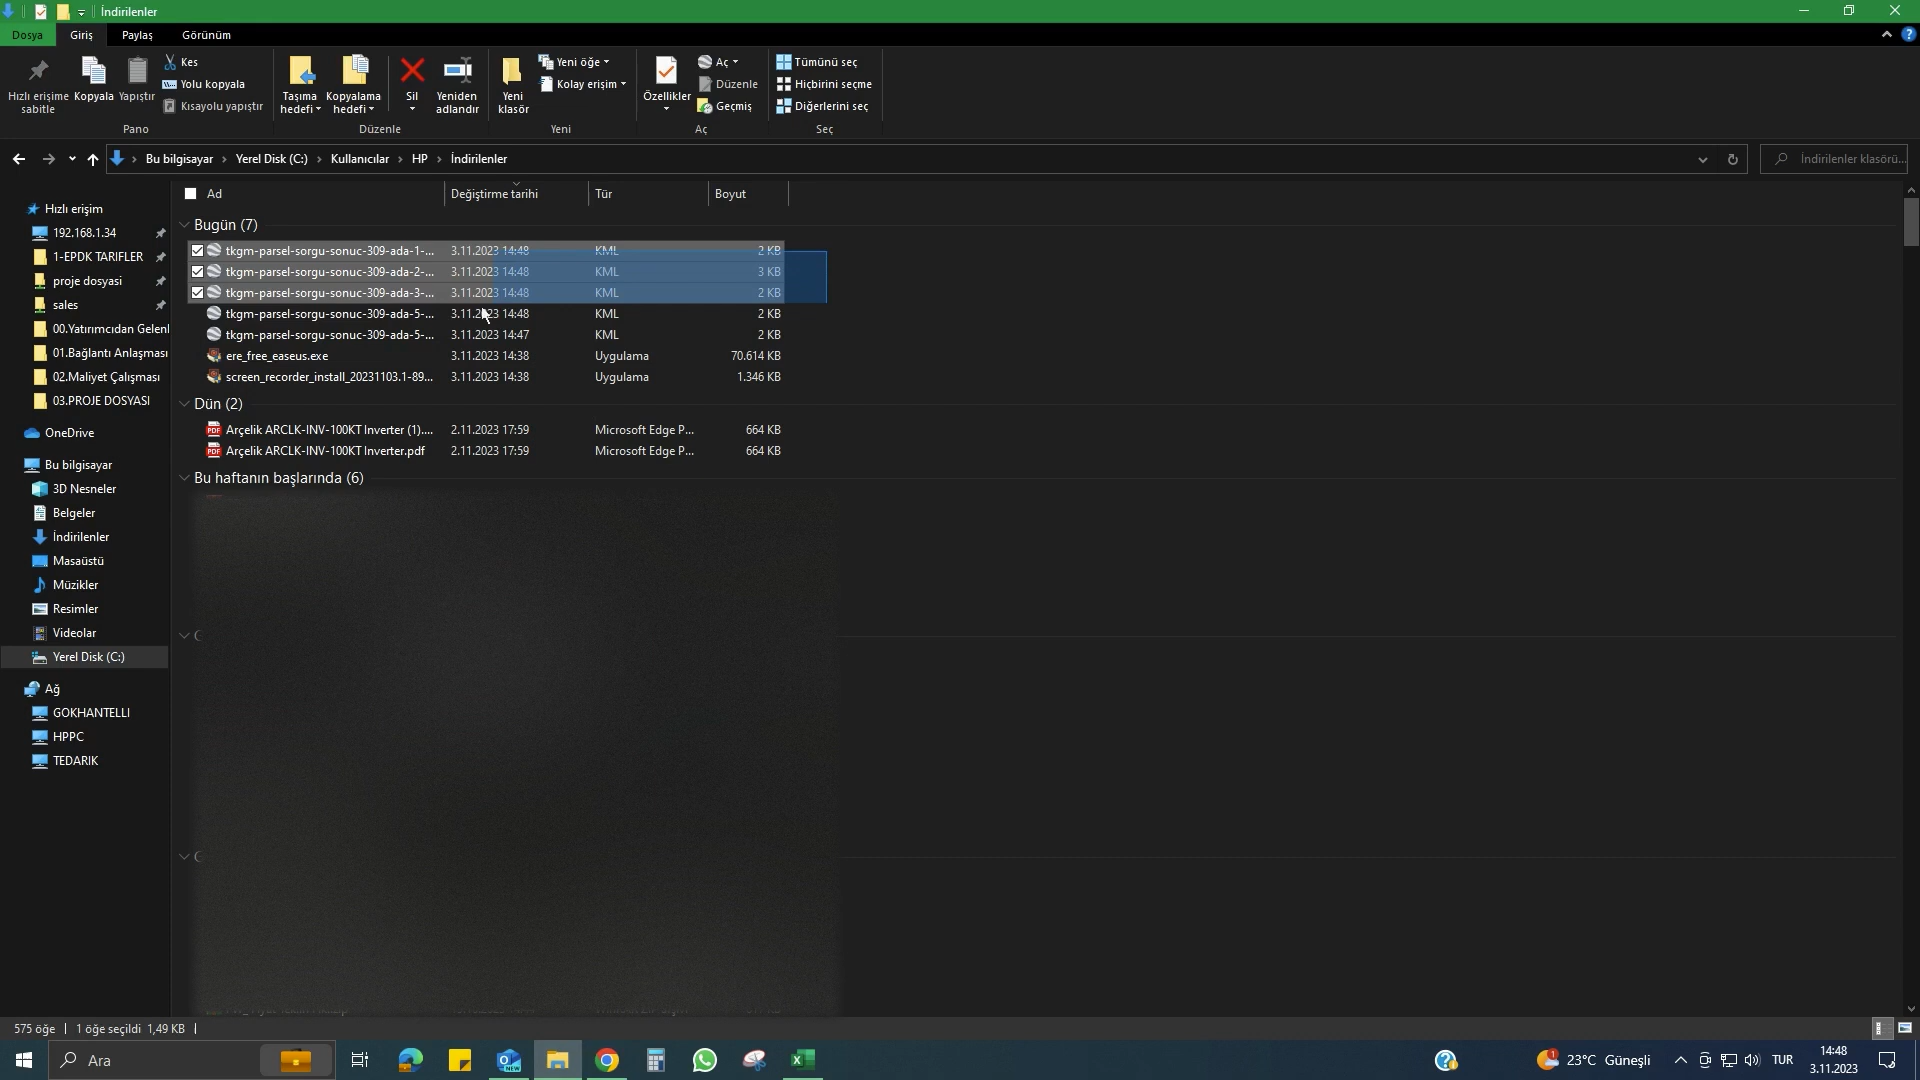 İndirilenler
Dosya Giriş Paylaş Görünüm
Hızlı erişime sabitle
Kopyala
Yapıştır
Kes
Yolu kopyala
Kısayolu yapıştır
Pano
Taşıma hedefi
Kopyalama hedefi
Sil
Yeniden adlandır
Düzenle
Yeni klasör
Yeni öğe
Kolay erişim
Yeni
Özellikler
Aç
Düzenle
Geçmiş
Aç
Tümünü seç
Hiçbirini seçme
Diğerlerini seç
Seç
Bu bilgisayar › Yerel Disk (C:) › Kullanıcılar › HP › İndirilenler
İndirilenler klasörü...
Hızlı erişim
192.168.1.34
1-EPDK TARIFLER
proje dosyasi
sales
00.Yatırımcıdan Gelenl
01.Bağlantı Anlaşması
02.Maliyet Çalışması
03.PROJE DOSYASI
OneDrive
Bu bilgisayar
3D Nesneler
Belgeler
İndirilenler
Masaüstü
Müzikler
Resimler
Videolar
Yerel Disk (C:)
Ağ
GOKHANTELLI
HPPC
TEDARIK
Ad Değiştirme tarihi Tür Boyut
Bugün (7)
tkgm-parsel-sorgu-sonuc-309-ada-1-... 3.11.2023 14:48 KML 2 KB
tkgm-parsel-sorgu-sonuc-309-ada-2-... 3.11.2023 14:48 KML 3 KB
tkgm-parsel-sorgu-sonuc-309-ada-3-... 3.11.2023 14:48 KML 2 KB
tkgm-parsel-sorgu-sonuc-309-ada-5-... 3.11.2023 14:48 KML 2 KB
tkgm-parsel-sorgu-sonuc-309-ada-5-... 3.11.2023 14:47 KML 2 KB
ere_free_easeus.exe 3.11.2023 14:38 Uygulama 70.614 KB
screen_recorder_install_20231103.1-89... 3.11.2023 14:38 Uygulama 1.346 KB
Dün (2)
Arçelik ARCLK-INV-100KT Inverter (1).... 2.11.2023 17:59 Microsoft Edge P... 664 KB
Arçelik ARCLK-INV-100KT Inverter.pdf 2.11.2023 17:59 Microsoft Edge P... 664 KB
Bu haftanın başlarında (6)
575 öğe 1 öğe seçildi 1,49 KB
Ara
NEW
23°C Güneşli
TUR
14:48
3.11.2023